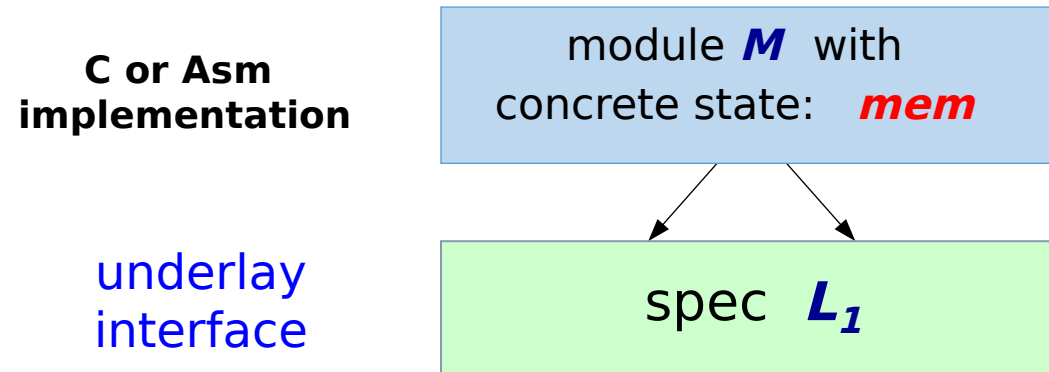 C or Asm
implementation
module M with
concrete state: mem
underlay
interface
spec L₁